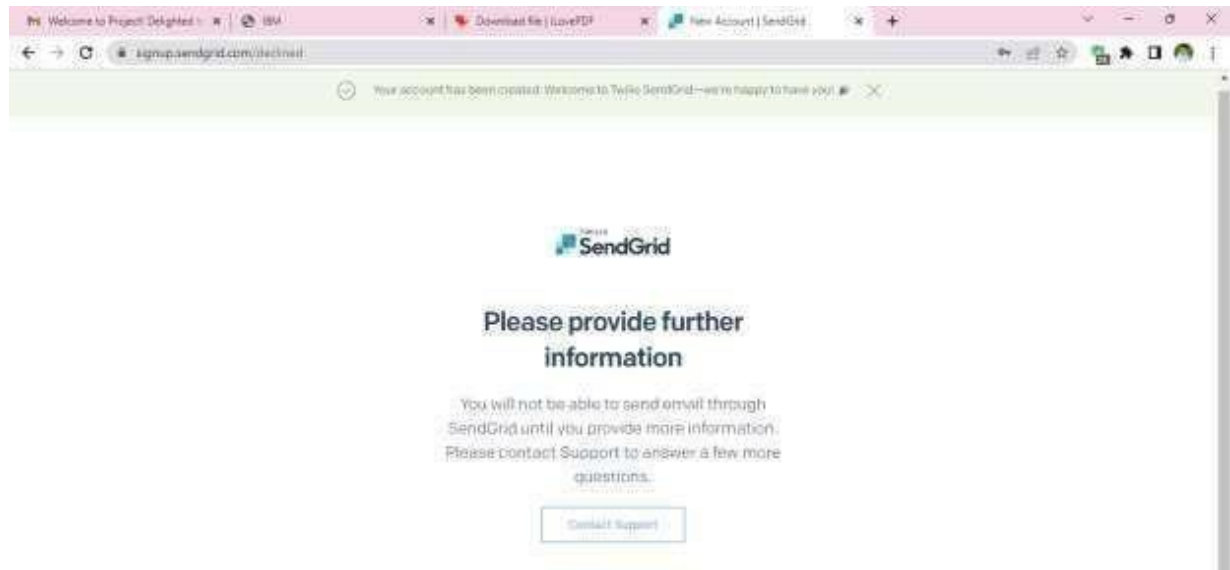 Welcome to Project Delighted
IBM
Download file | iLovePDF
New Account | SendGrid
signup.sendgrid.com/declined
Your account has been created. Welcome to Twilio SendGrid—we're happy to have you!
SendGrid
Please provide further
information
You will not be able to send email through
SendGrid until you provide more information.
Please contact Support to answer a few more
questions.
Contact Support